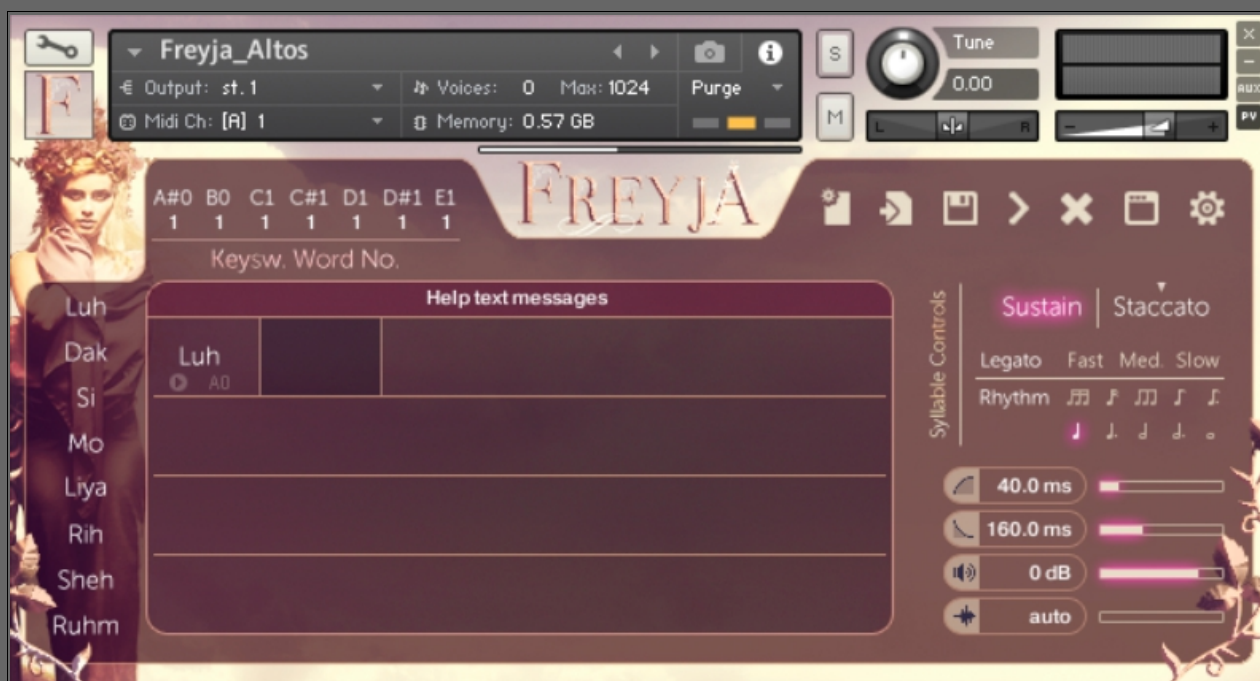 Freyja_Altos
S
Tune
Output: st.1
Voices: 0 Max: 1024
Purge
0.00
AUX
F
Midi Ch: [A] 1
Memory: 0.57 GB
M
L
R
-
+
PV
A#0 B0 C1 C#1 D1 D#1 E1
1 1 1 1 1 1 1
Keysw. Word No.
FREYJA
Luh
Dak
Si
Mo
Liya
Rih
Sheh
Ruhm
Help text messages
Luh
A0
Syllable Controls
Sustain | Staccato
Legato Fast Med. Slow
Rhythm
40.0 ms
160.0 ms
0 dB
auto